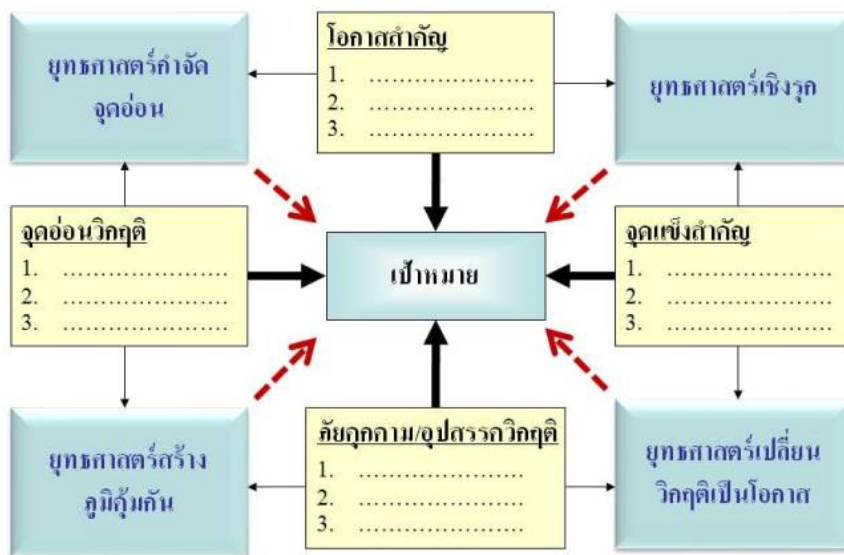 ยุทธศาสตร์กำจัด
จุดอ่อน
โอกาสสำคัญ
1. ........................
2. ........................
3. ........................
ยุทธศาสตร์เชิงรุก
จุดอ่อนวิกฤติ
1. ........................
2. ........................
3. ........................
เป้าหมาย
จุดแข็งสำคัญ
1. ........................
2. ........................
3. ........................
ยุทธศาสตร์สร้าง
ภูมิคุ้มกัน
ภัยคุกคาม/อุปสรรควิกฤติ
1. ........................
2. ........................
3. ........................
ยุทธศาสตร์เปลี่ยน
วิกฤติเป็นโอกาส